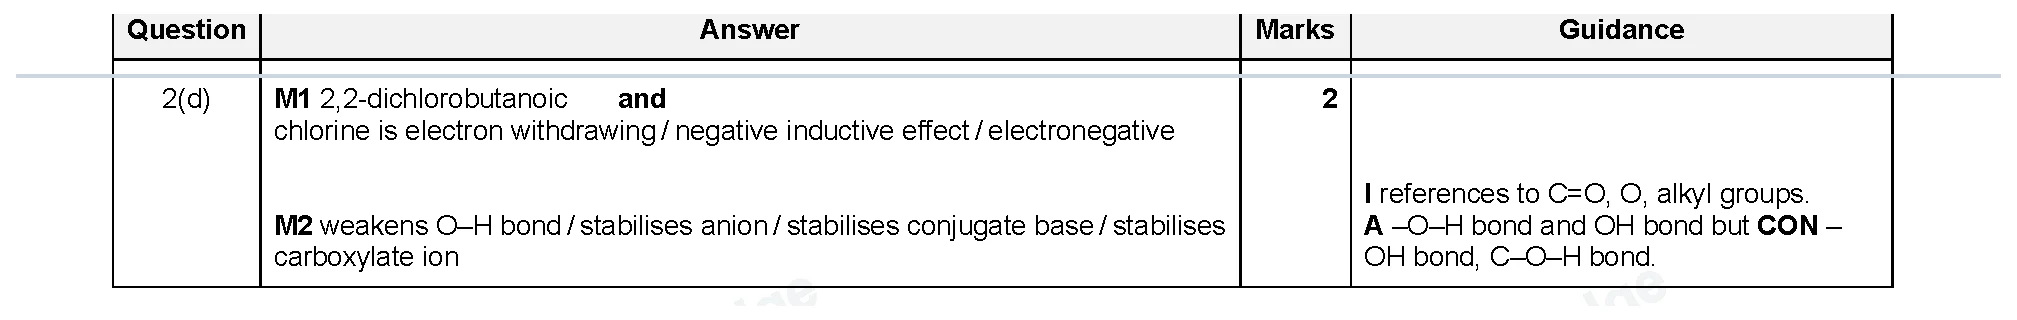 Question Answer Marks Guidance
2(d) M1 2,2-dichlorobutanoic and 2
chlorine is electron withdrawing / negative inductive effect / electronegative
I references to C=O, O, alkyl groups.
M2 weakens O–H bond / stabilises anion / stabilises conjugate base / stabilises A –O–H bond and OH bond but CON –
carboxylate ion OH bond, C–O–H bond.